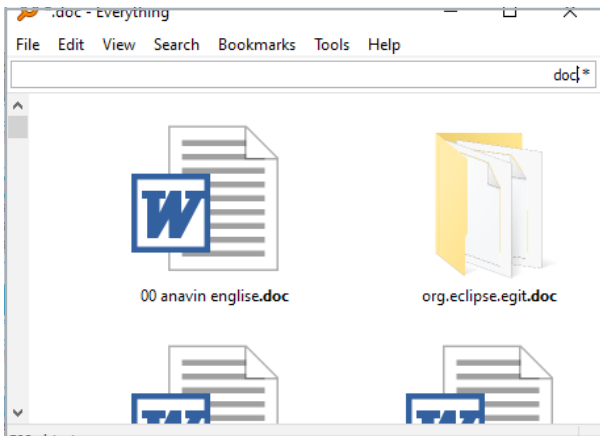 *.doc - Everything
File Edit View Search Bookmarks Tools Help
doc.*
W
00 anavin englise.doc
org.eclipse.egit.doc